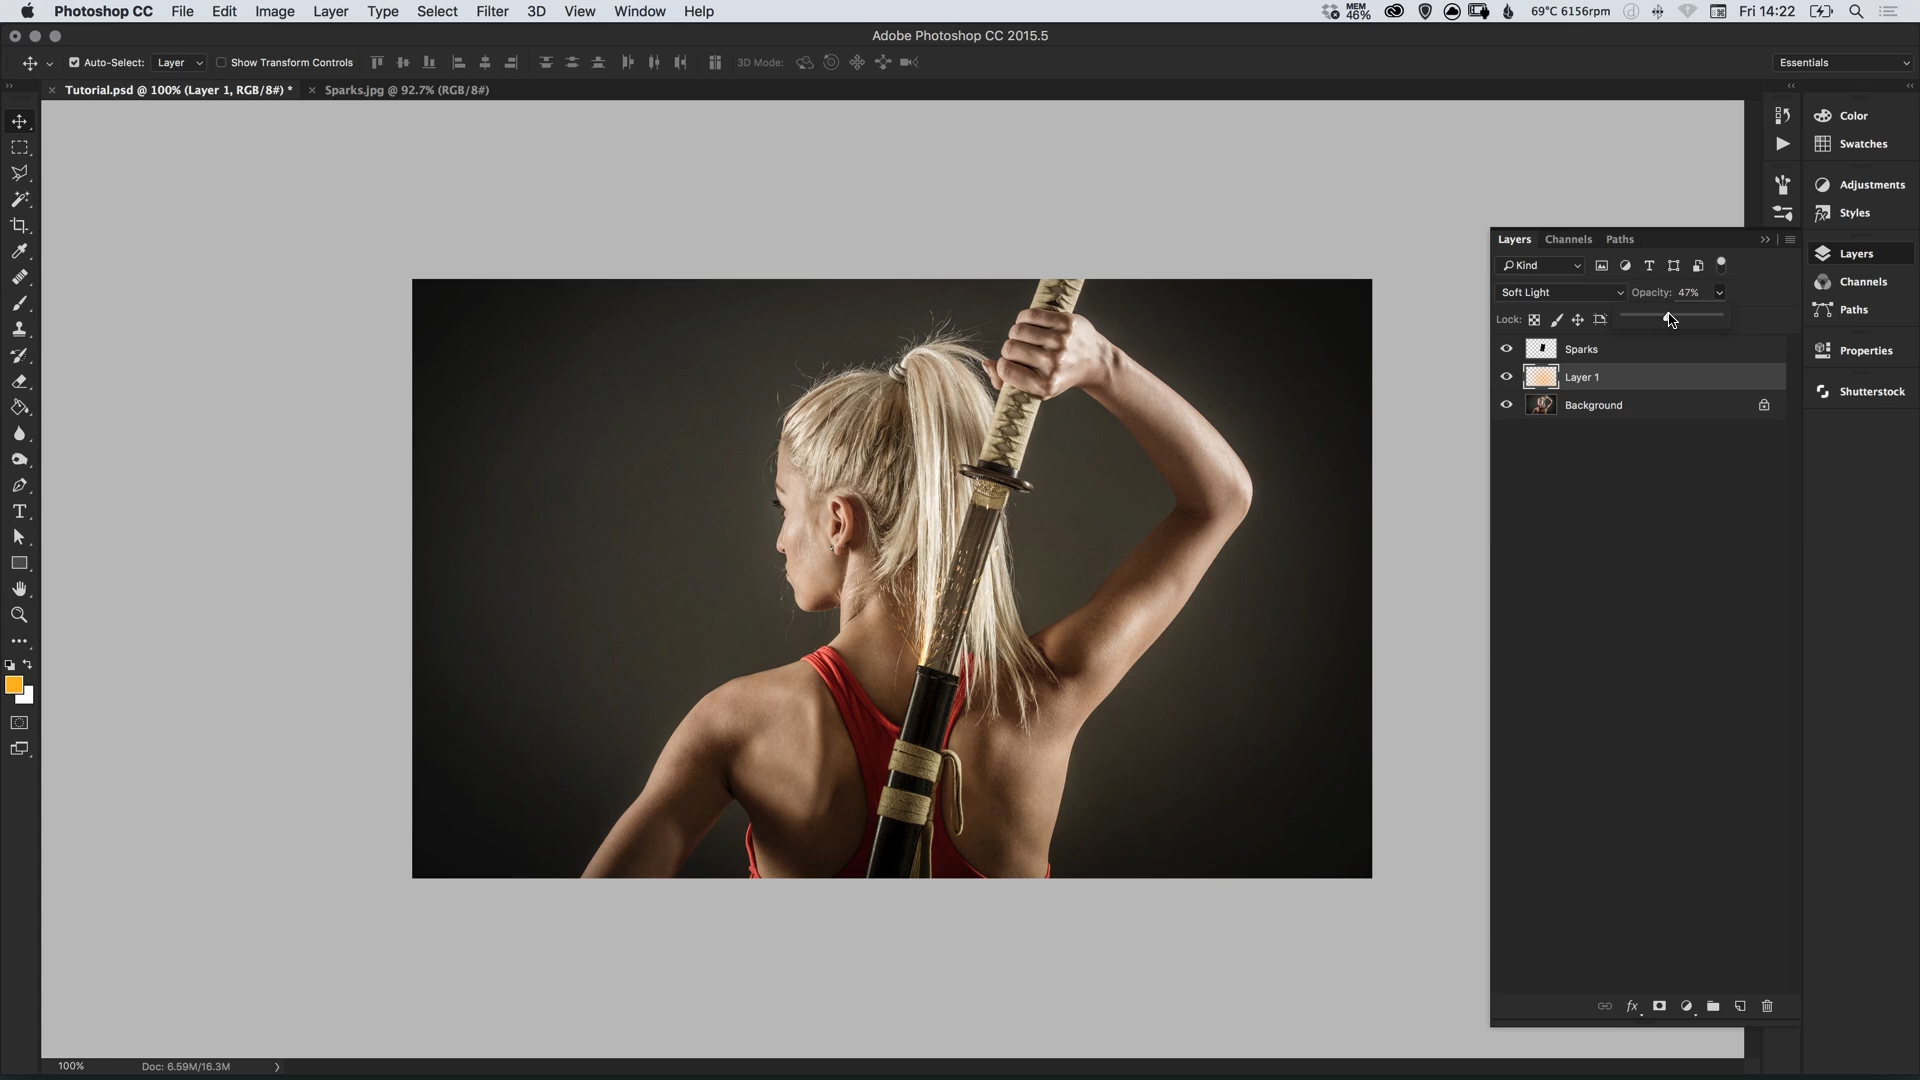 Photoshop CC File Edit Image Layer Type Select Filter 3D View Window Help MEM 46% 69°C 6156rpm Fri 14:22
Adobe Photoshop CC 2015.5
Auto-Select: Layer Show Transform Controls 3D Mode: Essentials
Tutorial.psd @ 100% (Layer 1, RGB/8#) * Sparks.jpg @ 92.7% (RGB/8#)
Color
Swatches
Adjustments
Styles
Layers
Channels
Paths
Properties
Shutterstock
Layers Channels Paths
Kind
Soft Light Opacity: 47%
Lock:
Sparks
Layer 1
Background
fx
100% Doc: 6.59M/16.3M